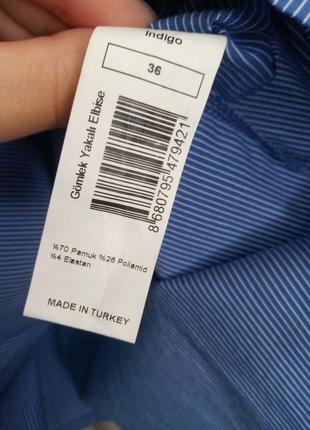 Indigo
36
Gömlek Yakalı Elbise
8680795479421
%70 Pamuk %26 Poliamid
%4 Elastan
MADE IN TURKEY